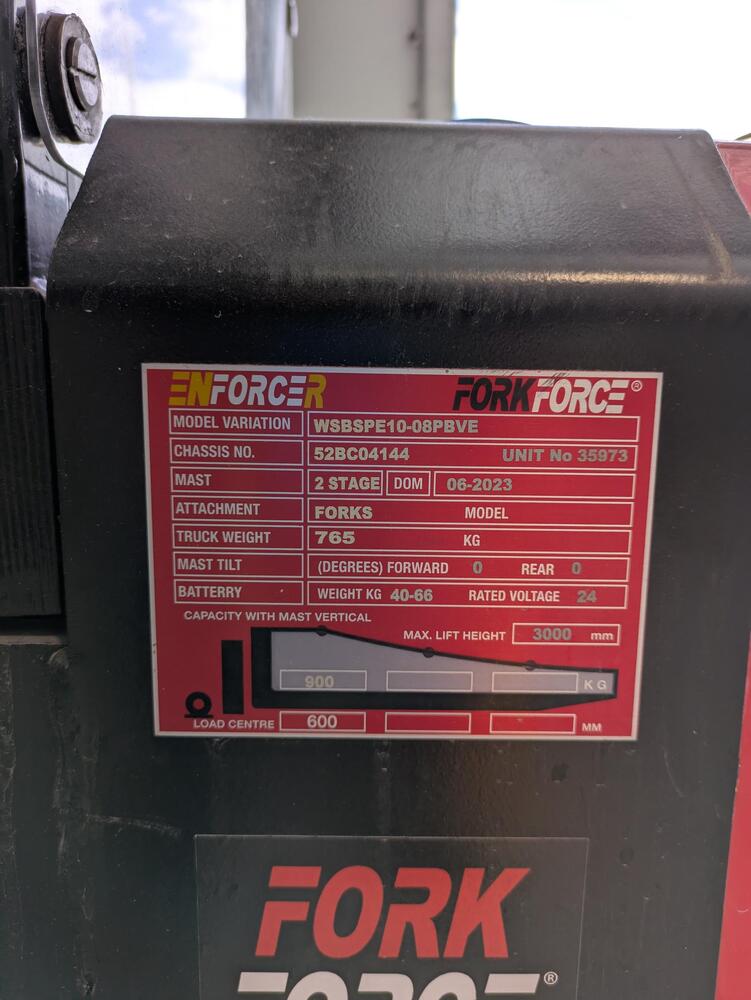 ENFORCER FORKFORCE®
MODEL VARIATION WSBSPE10-08PBVE
CHASSIS NO. 52BC04144 UNIT No 35973
MAST 2 STAGE DOM 06-2023
ATTACHMENT FORKS MODEL
TRUCK WEIGHT 765 KG
MAST TILT (DEGREES) FORWARD 0 REAR 0
BATTERRY WEIGHT KG 40-66 RATED VOLTAGE 24
CAPACITY WITH MAST VERTICAL
MAX. LIFT HEIGHT 3000 mm
900 KG
LOAD CENTRE 600 MM
FORK
FORCE®